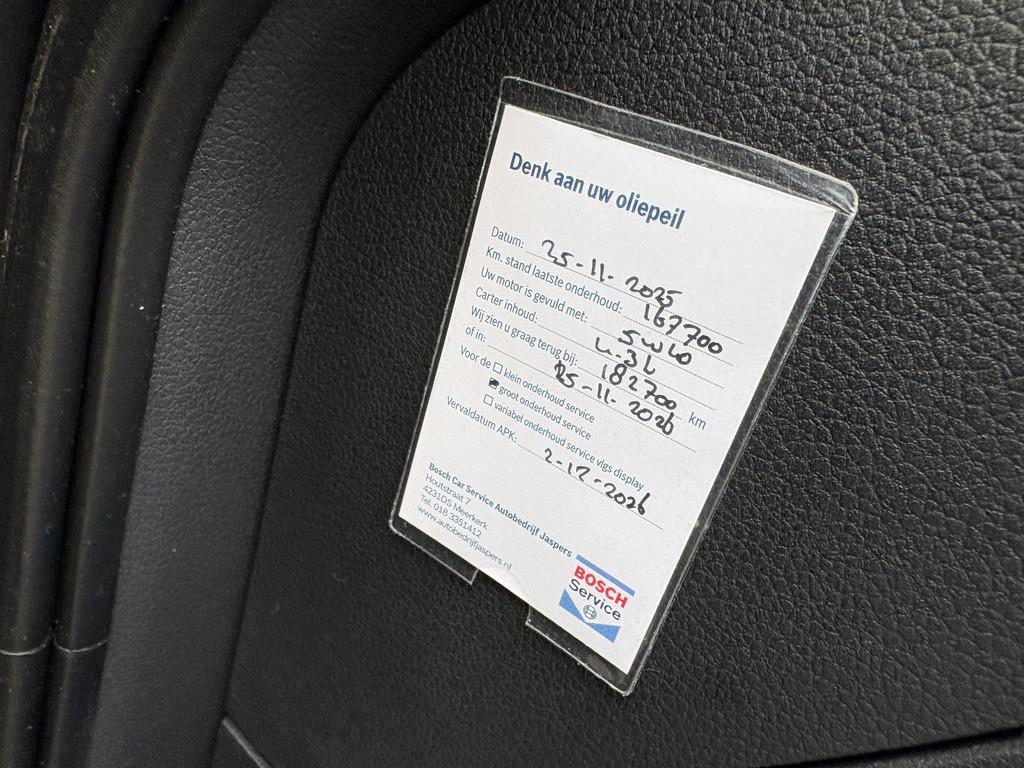 Denk aan uw oliepeil
Datum: 25-11-2025
Km. stand laatste onderhoud: 167700
Uw motor is gevuld met: 5W40
Carter inhoud: 4.3L
Wij zien u graag terug bij: 182700 km
of in: 25-11-2026
Voor de ☐ klein onderhoud service
☒ groot onderhoud service
☐ variabel onderhoud service vlgs display
Vervaldatum APK: 2-12-2026
Bosch Car Service Autobedrijf Jaspers
Houtstraat 7
4231DS Meerkerk
Tel. 018 3351412
www.autobedrijfjaspers.nl
BOSCH
Service